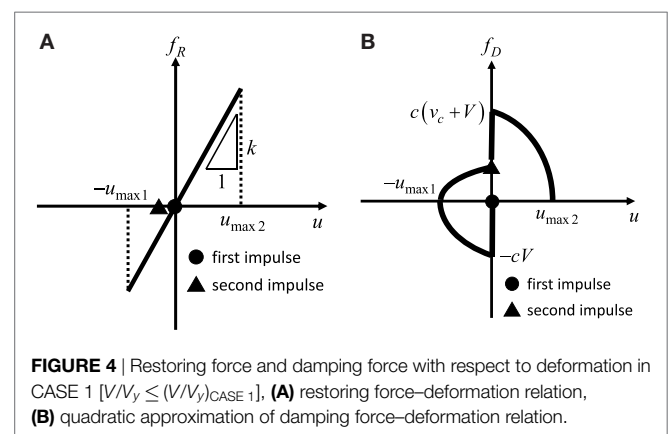 A
f_R
k
1
−u_max 1
u_max 2
u
first impulse
second impulse
B
f_D
c(v_c + V)
−u_max 1
u_max 2
u
−cV
first impulse
second impulse
FIGURE 4 | Restoring force and damping force with respect to deformation in
CASE 1 [V/V_y ≤ (V/V_y)_CASE 1], (A) restoring force–deformation relation,
(B) quadratic approximation of damping force–deformation relation.